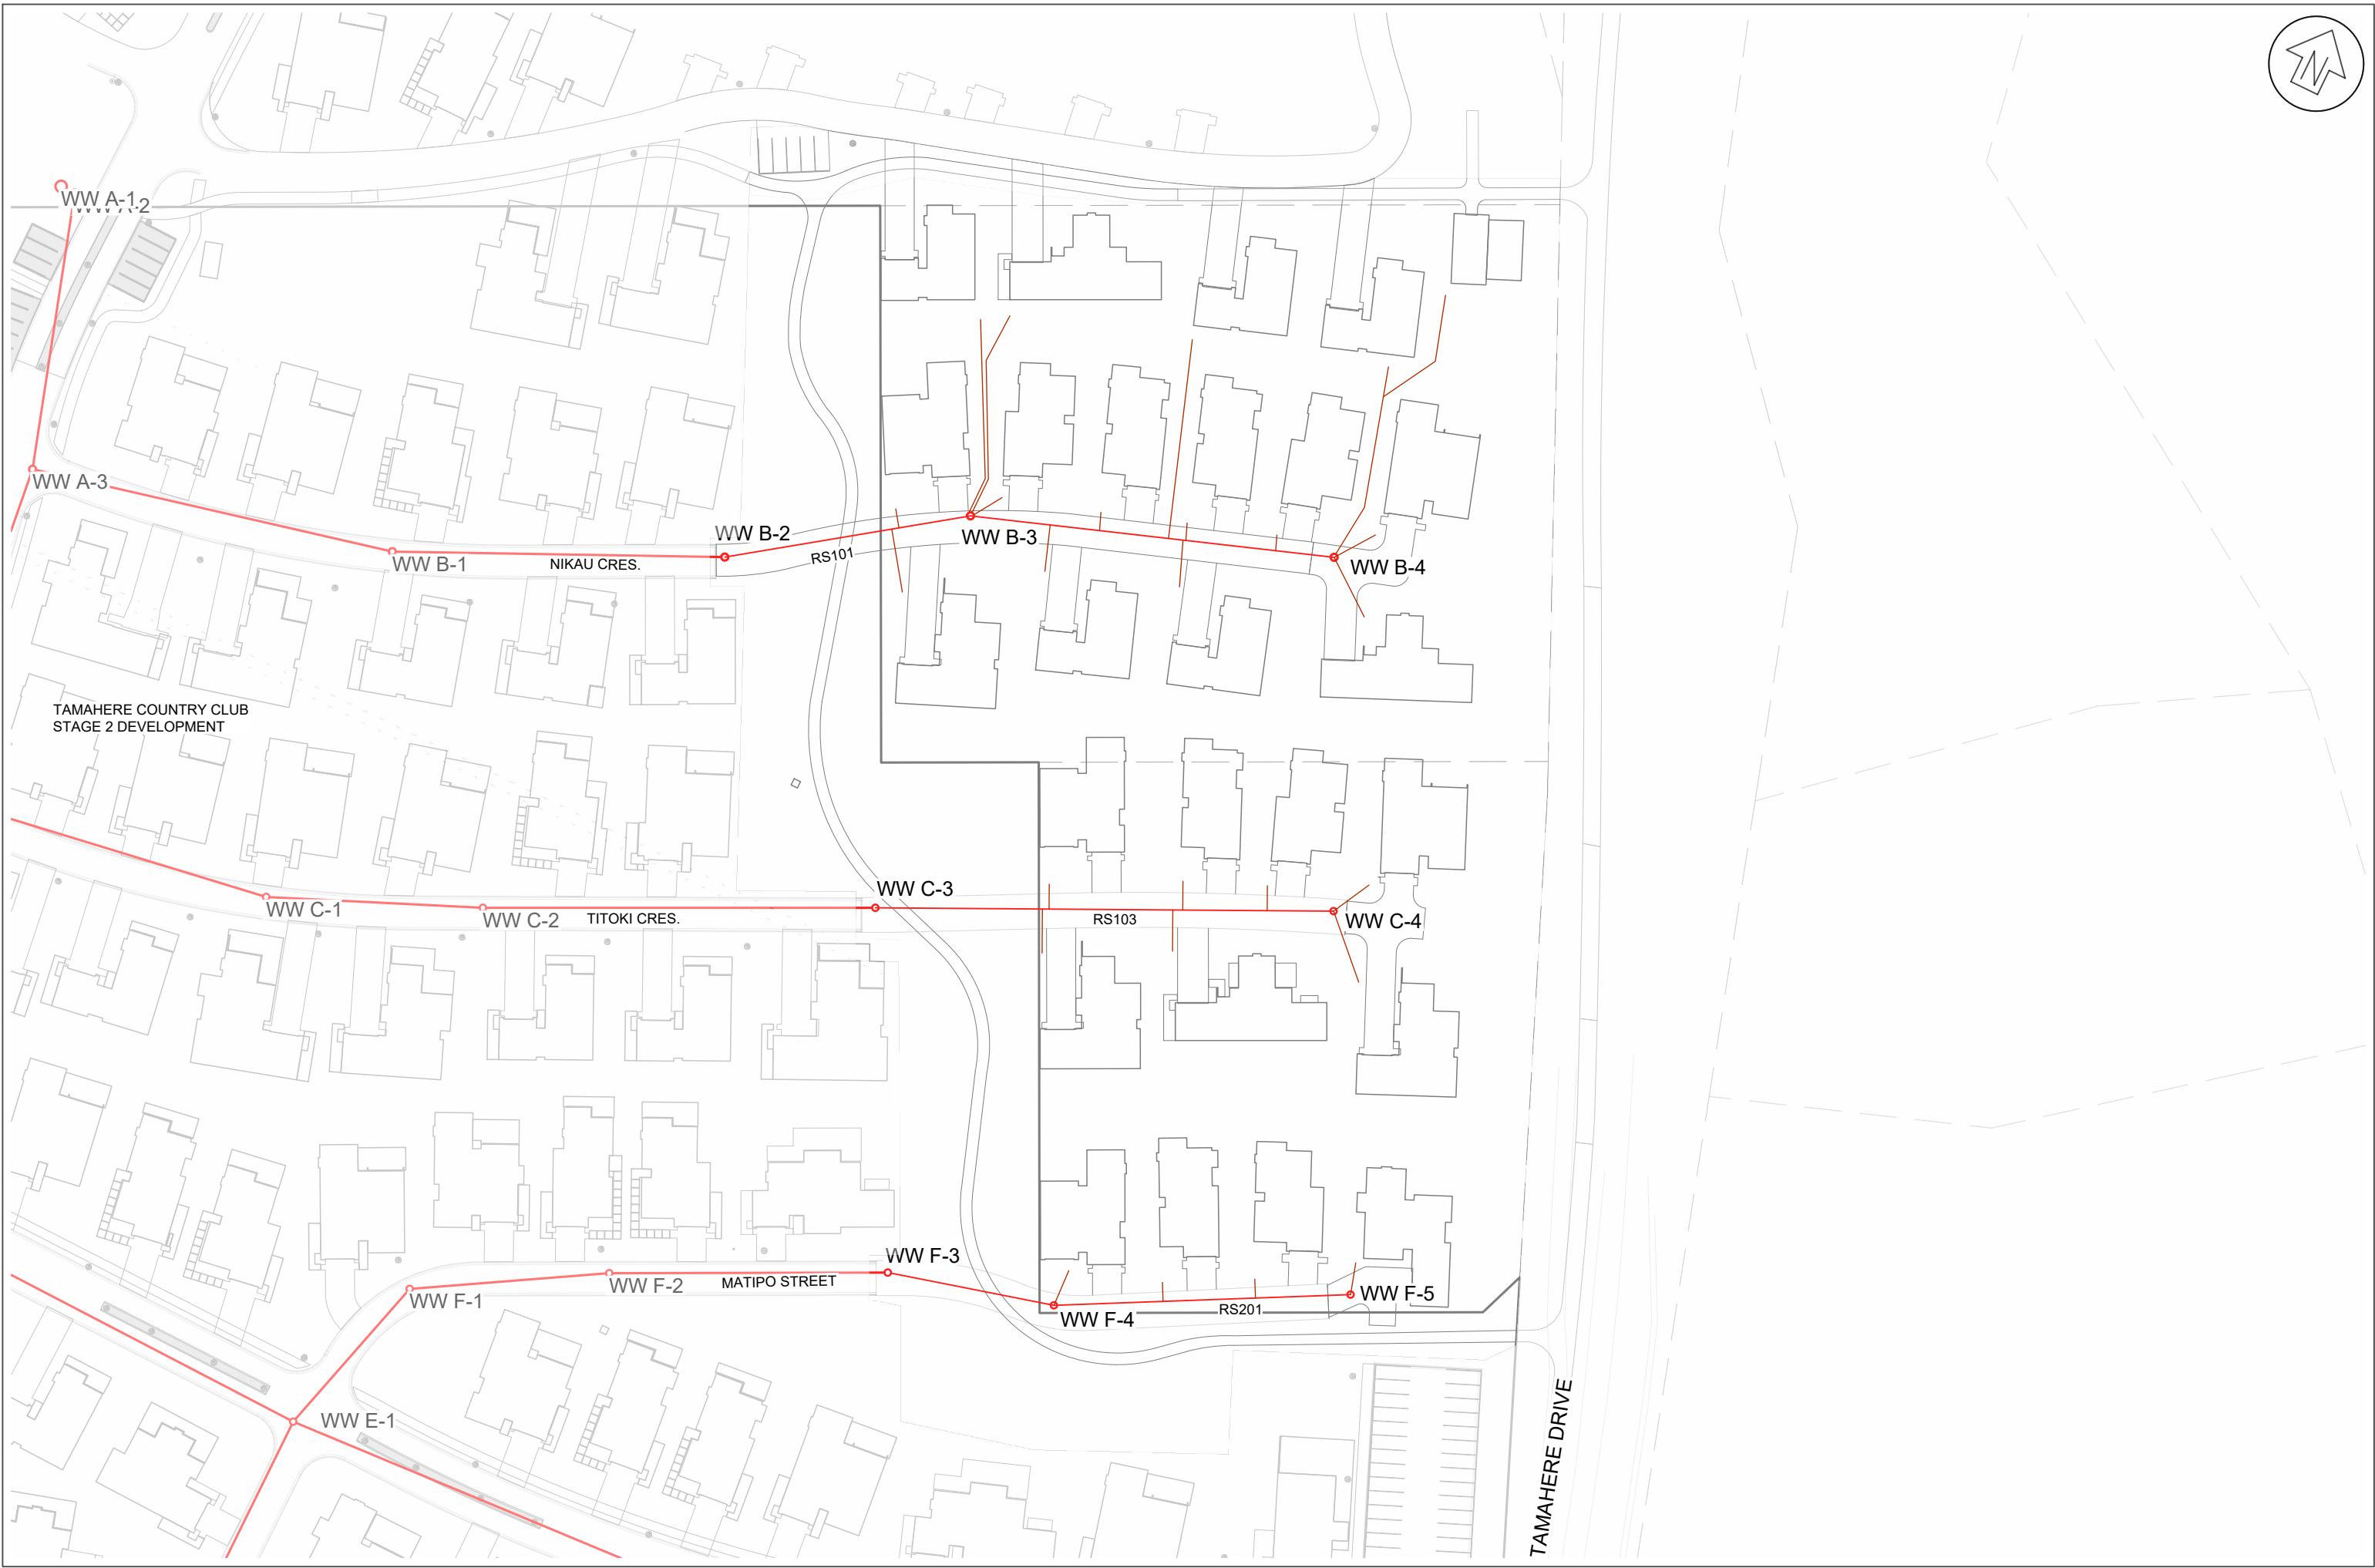 N
WW A-1
WW A-2
WW A-3
WW B-1
NIKAU CRES.
WW B-2
RS101
WW B-3
WW B-4
TAMAHERE COUNTRY CLUB
STAGE 2 DEVELOPMENT
WW C-1
WW C-2
TITOKI CRES.
WW C-3
RS103
WW C-4
WW F-1
WW F-2
MATIPO STREET
WW F-3
WW F-4
RS201
WW F-5
WW E-1
TAMAHERE DRIVE